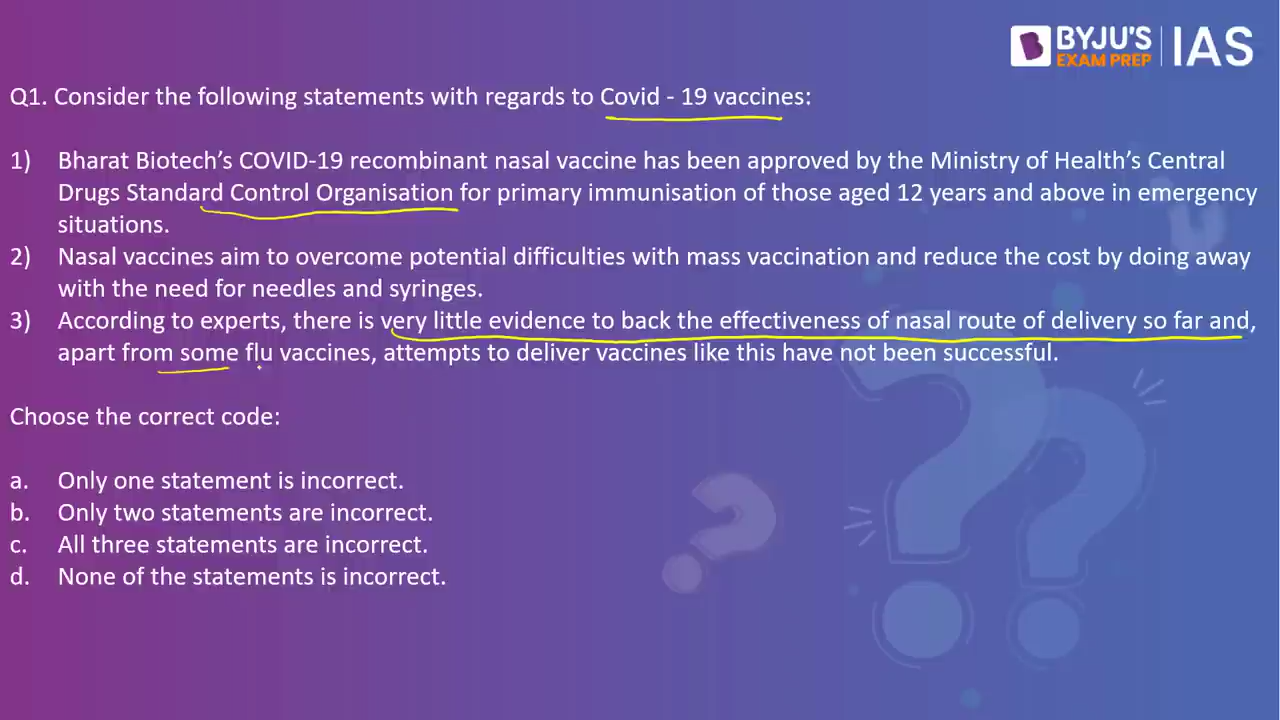 BYJU'S
EXAM PREP
IAS
Q1. Consider the following statements with regards to Covid - 19 vaccines:
1) Bharat Biotech's COVID-19 recombinant nasal vaccine has been approved by the Ministry of Health's Central
Drugs Standard Control Organisation for primary immunisation of those aged 12 years and above in emergency
situations.
2) Nasal vaccines aim to overcome potential difficulties with mass vaccination and reduce the cost by doing away
with the need for needles and syringes.
3) According to experts, there is very little evidence to back the effectiveness of nasal route of delivery so far and,
apart from some flu vaccines, attempts to deliver vaccines like this have not been successful.
Choose the correct code:
a. Only one statement is incorrect.
b. Only two statements are incorrect.
c. All three statements are incorrect.
d. None of the statements is incorrect.